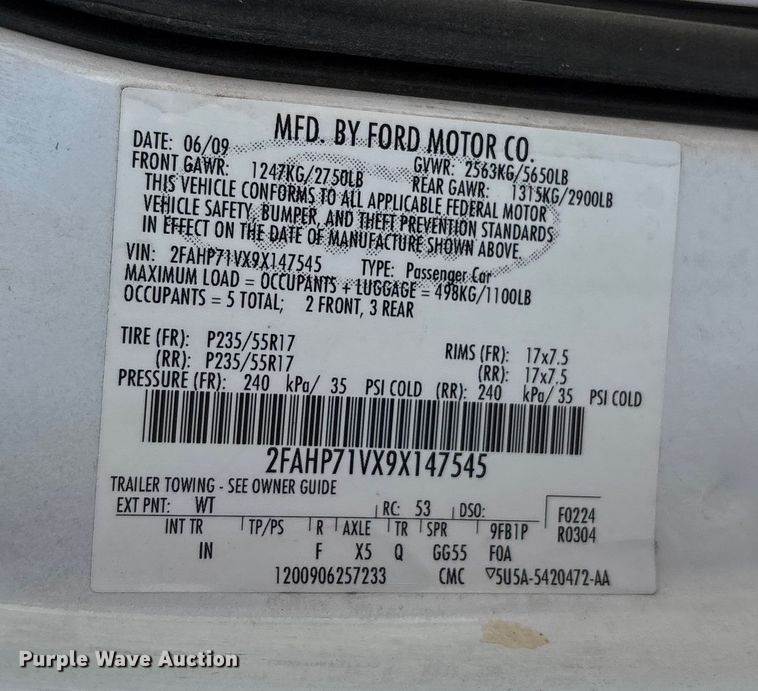 MFD. BY FORD MOTOR CO.
DATE: 06/09 GVWR: 2563KG/5650LB
FRONT GAWR: 1247KG/2750LB REAR GAWR: 1315KG/2900LB
THIS VEHICLE CONFORMS TO ALL APPLICABLE FEDERAL MOTOR
VEHICLE SAFETY, BUMPER, AND THEFT PREVENTION STANDARDS
IN EFFECT ON THE DATE OF MANUFACTURE SHOWN ABOVE
VIN: 2FAHP71VX9X147545 TYPE: Passenger Car
MAXIMUM LOAD = OCCUPANTS + LUGGAGE = 498KG/1100LB
OCCUPANTS = 5 TOTAL; 2 FRONT, 3 REAR
TIRE (FR): P235/55R17 RIMS (FR): 17x7.5
(RR): P235/55R17 (RR): 17x7.5
PRESSURE (FR): 240 kPa/ 35 PSI COLD (RR): 240 kPa/ 35 PSI COLD
2FAHP71VX9X147545
TRAILER TOWING - SEE OWNER GUIDE
EXT PNT: WT RC: 53 DSO: F0224
INT TR TP/PS R AXLE TR SPR 9FB1P R0304
IN F X5 Q GG55 F0A
1200906257233 CMC ▽5U5A-5420472-AA
Purple Wave Auction